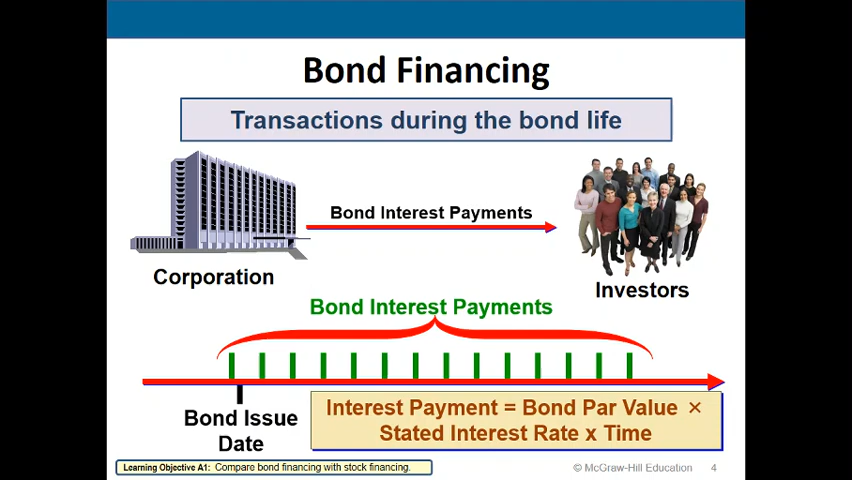 Bond Financing
Transactions during the bond life
Bond Interest Payments
Corporation
Investors
Bond Interest Payments
Bond Issue
Date
Interest Payment = Bond Par Value ×
Stated Interest Rate x Time
Learning Objective A1: Compare bond financing with stock financing.
© McGraw-Hill Education 4